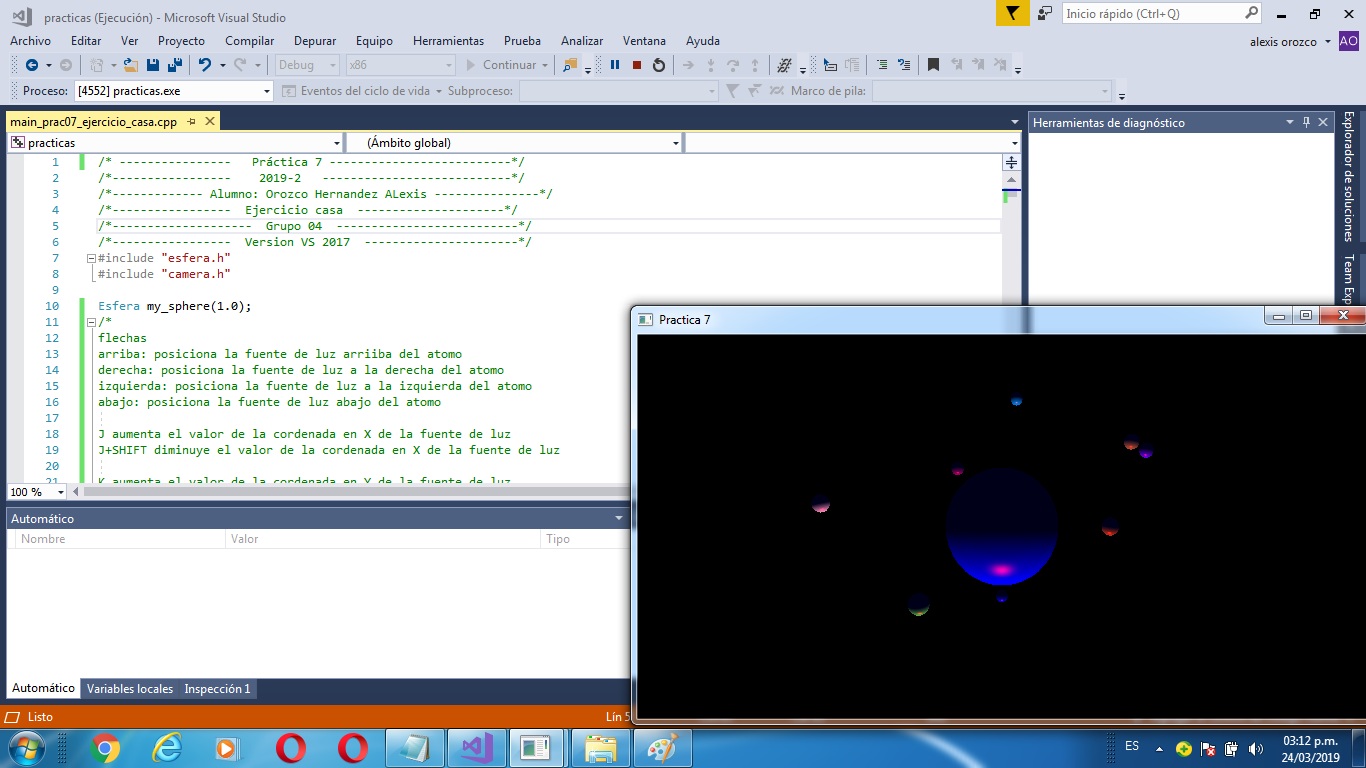 practicas (Ejecución) - Microsoft Visual Studio
Inicio rápido (Ctrl+Q)
Archivo Editar Ver Proyecto Compilar Depurar Equipo Herramientas Prueba Analizar Ventana Ayuda
alexis orozco AO
Debug x86 Continuar
Proceso: [4552] practicas.exe Eventos del ciclo de vida Subproceso: Marco de pila:
main_prac07_ejercicio_casa.cpp
Herramientas de diagnóstico
practicas (Ámbito global)
1 /* ---------------- Práctica 7 --------------------------*/
2 /*----------------- 2019-2 ---------------------------*/
3 /*------------- Alumno: Orozco Hernandez ALexis ---------------*/
4 /*----------------- Ejercicio casa ---------------------*/
5 /*-------------------- Grupo 04 --------------------------*/
6 /*----------------- Version VS 2017 ----------------------*/
7 #include "esfera.h"
8 #include "camera.h"
9
10 Esfera my_sphere(1.0);
11 /*
12 flechas
13 arriba: posiciona la fuente de luz arriiba del atomo
14 derecha: posiciona la fuente de luz a la derecha del atomo
15 izquierda: posiciona la fuente de luz a la izquierda del atomo
16 abajo: posiciona la fuente de luz abajo del atomo
17
18 J aumenta el valor de la cordenada en X de la fuente de luz
19 J+SHIFT diminuye el valor de la cordenada en X de la fuente de luz
20
21 K aumenta el valor de la cordenada en Y de la fuente de luz
100 %
Explorador de soluciones
Team Exp
Practica 7
Automático
Nombre Valor Tipo
Automático Variables locales Inspección 1
Listo Lín 5
ES 03:12 p.m.
24/03/2019